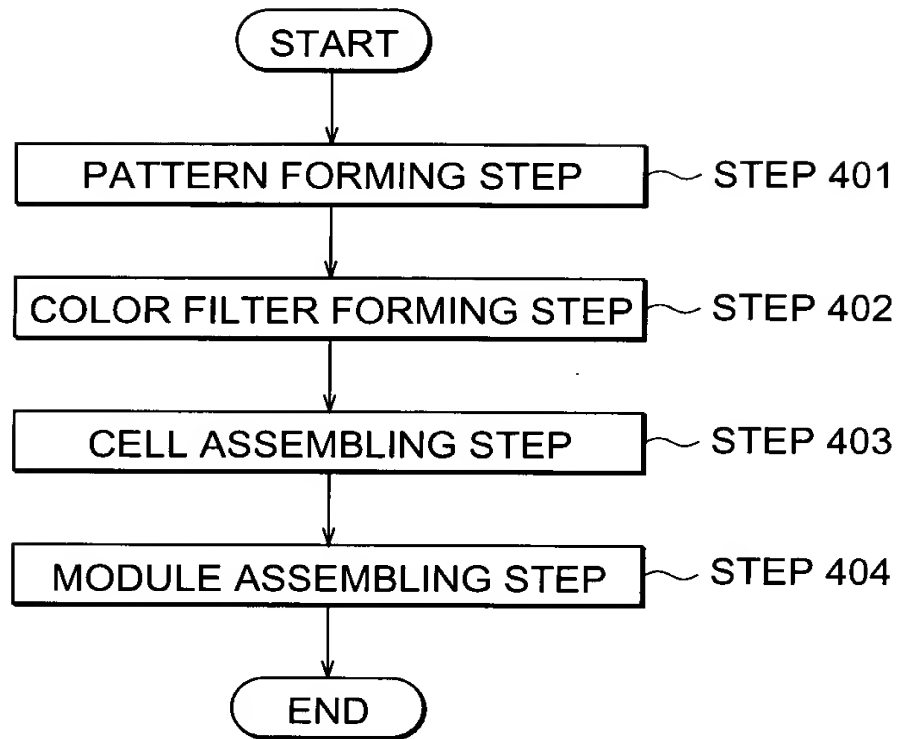 START
PATTERN FORMING STEP STEP 401
COLOR FILTER FORMING STEP STEP 402
CELL ASSEMBLING STEP STEP 403
MODULE ASSEMBLING STEP STEP 404
END